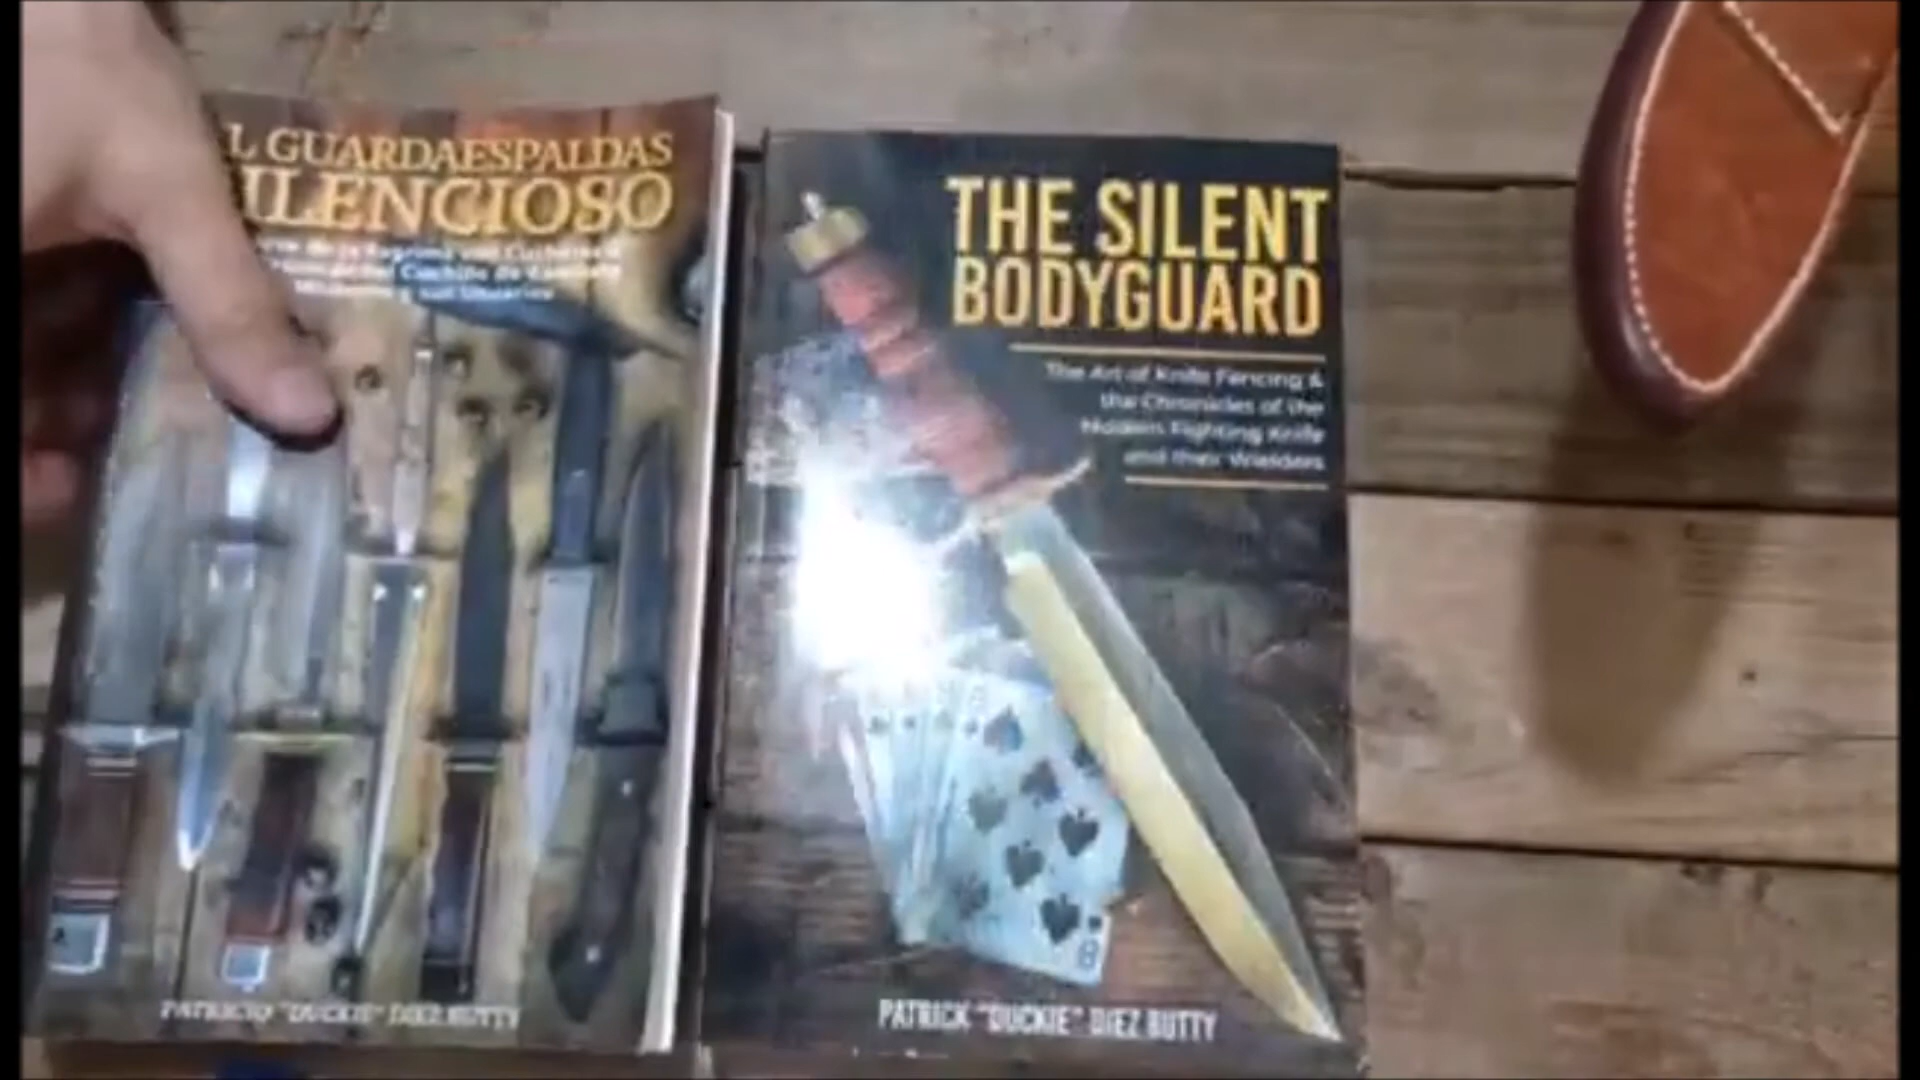 L GUARDAESPALDAS
ILENCIOSO
PATRICIO "DUCKIE" DIEZ BUTTY
THE SILENT
BODYGUARD
The Art of Knife Fencing &
the Chronicles of the
Modern Fighting Knife
and their Wielders
8
PATRICK "DUCKIE" DIEZ BUTTY